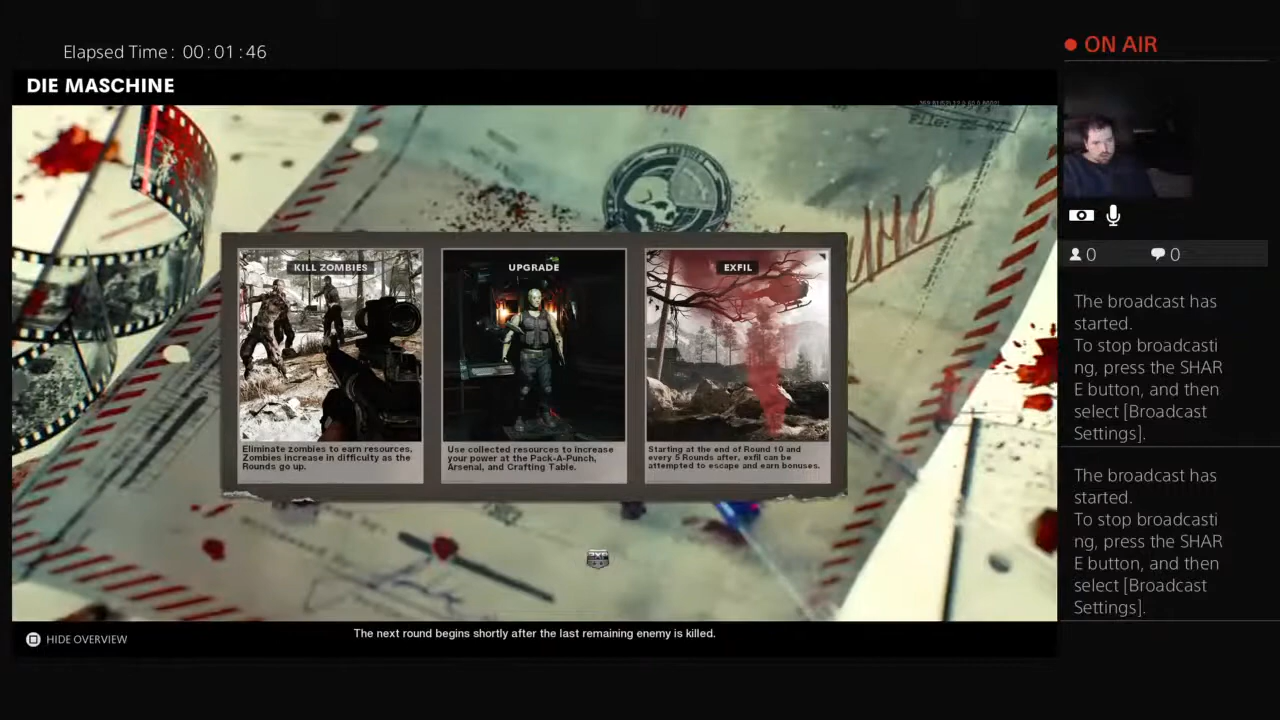 Elapsed Time: 00:01:46
ON AIR
DIE MASCHINE
File:
KILL ZOMBIES
UPGRADE
EXFIL
Eliminate zombies to earn resources.
Zombies increase in difficulty as the
Rounds go up.
Use collected resources to increase
your power at the Pack-A-Punch,
Arsenal, and Crafting Table.
Starting at the end of Round 10 and
every 5 Rounds after, exfil can be
attempted to escape and earn bonuses.
HIDE OVERVIEW
The next round begins shortly after the last remaining enemy is killed.
0
0
The broadcast has
started.
To stop broadcasti
ng, press the SHAR
E button, and then
select [Broadcast
Settings].
The broadcast has
started.
To stop broadcasti
ng, press the SHAR
E button, and then
select [Broadcast
Settings].